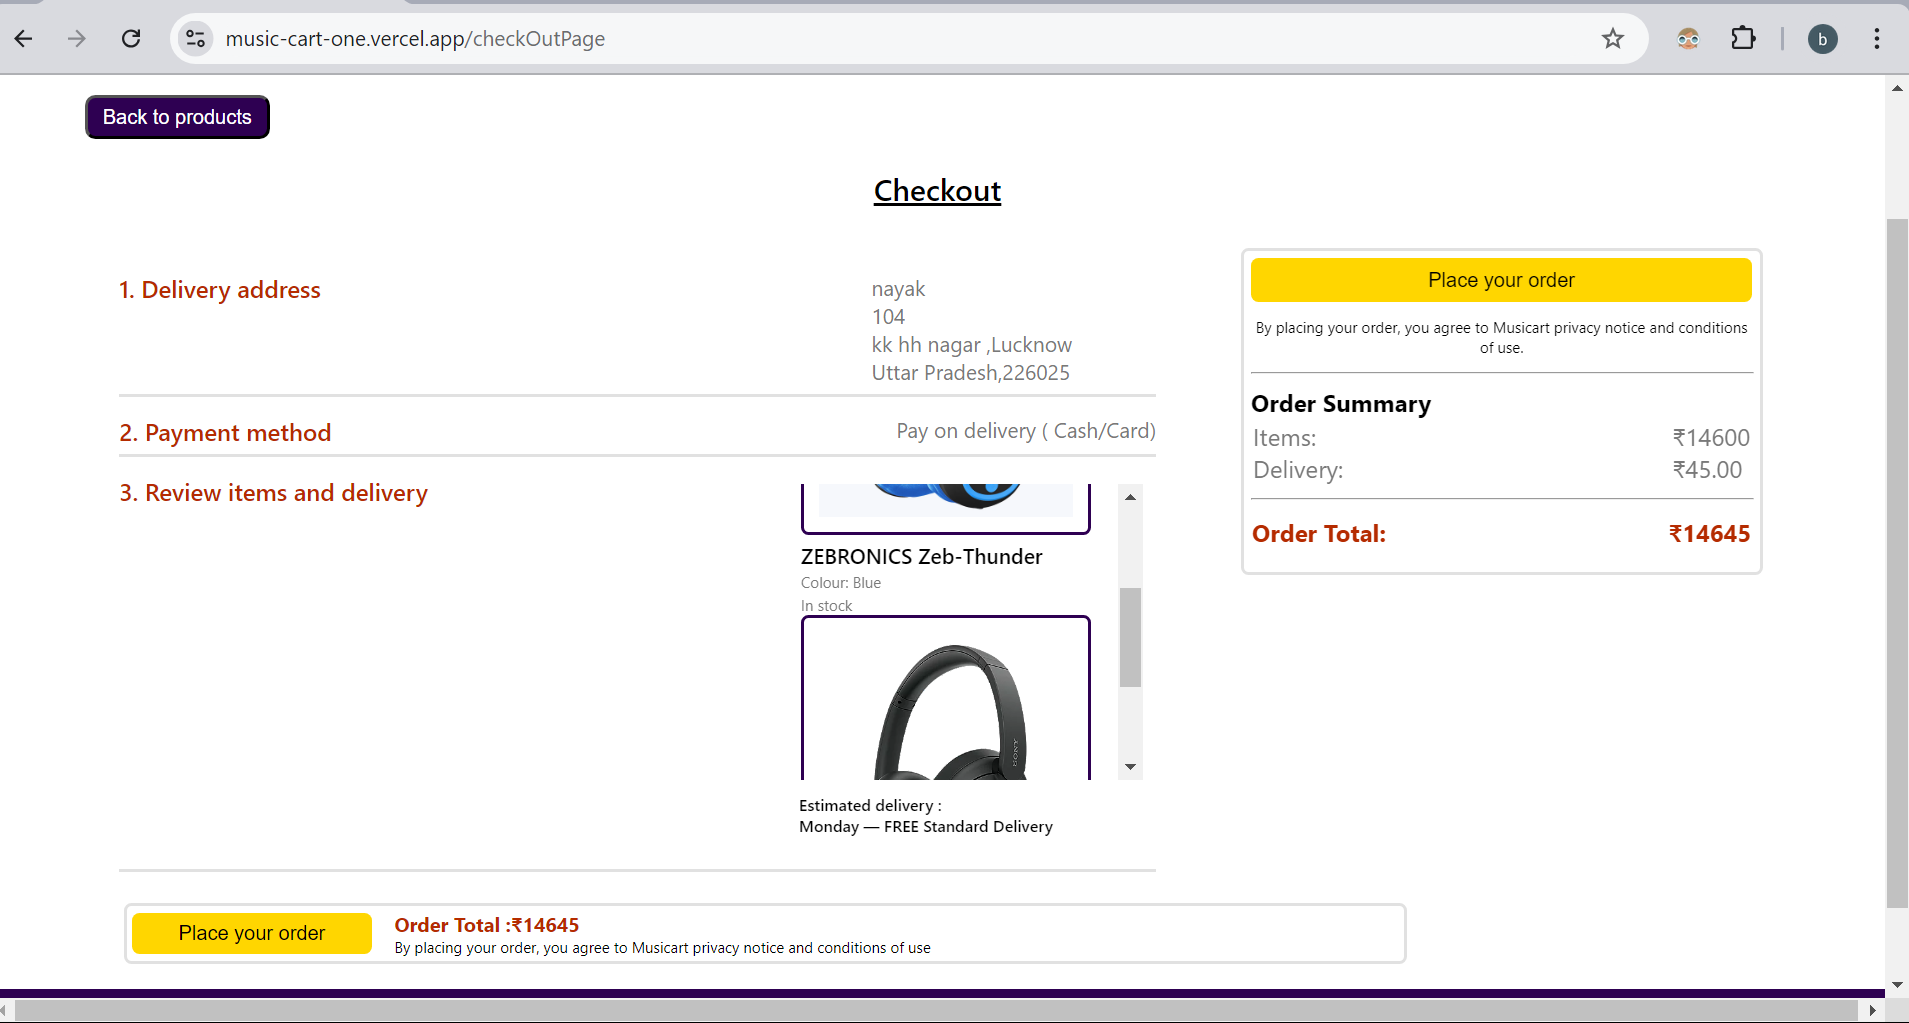 music-cart-one.vercel.app/checkOutPage
b
Back to products
Checkout
1. Delivery address
nayak
104
kk hh nagar ,Lucknow
Uttar Pradesh,226025
2. Payment method
Pay on delivery ( Cash/Card)
3. Review items and delivery
ZEBRONICS Zeb-Thunder
Colour: Blue
In stock
SONY
Estimated delivery :
Monday — FREE Standard Delivery
Place your order
By placing your order, you agree to Musicart privacy notice and conditions
of use.
Order Summary
Items: ₹14600
Delivery: ₹45.00
Order Total: ₹14645
Place your order
Order Total :₹14645
By placing your order, you agree to Musicart privacy notice and conditions of use